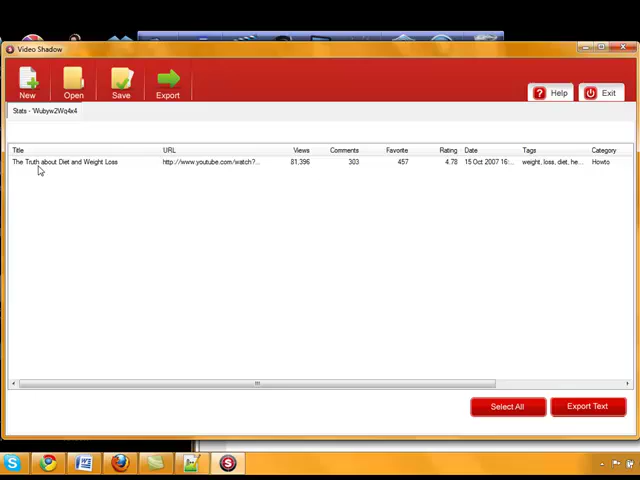 Video Shadow
New Open Save Export Help Exit
Stats - 'Wubyw2Wq4x4
Title URL Views Comments Favorite Rating Date Tags Category
The Truth about Diet and Weight Loss http://www.youtube.com/watch?... 81,396 303 457 4.78 15 Oct 2007 16:... weight, loss, diet, he... Howto
Select All Export Text